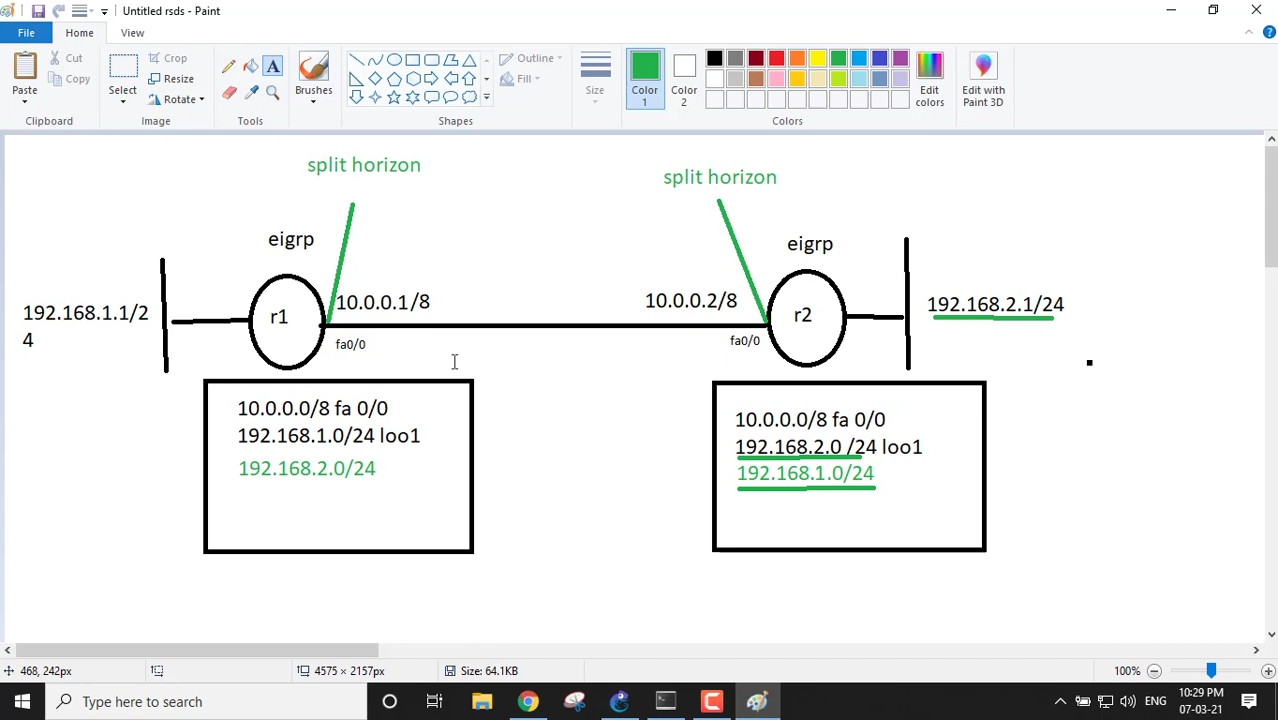 Untitled rsds - Paint
File
Home
View
Paste
Cut
Copy
Clipboard
Select
Crop
Resize
Rotate
Image
Tools
Brushes
Outline
Fill
Shapes
Size
Color
1
Color
2
Edit
colors
Edit with
Paint 3D
Colors
split horizon
split horizon
eigrp
eigrp
192.168.1.1/2
4
r1
10.0.0.1/8
fa0/0
10.0.0.2/8
fa0/0
r2
192.168.2.1/24
10.0.0.0/8 fa 0/0
192.168.1.0/24 loo1
192.168.2.0/24
10.0.0.0/8 fa 0/0
192.168.2.0 /24 loo1
192.168.1.0/24
468, 242px
4575 × 2157px
Size: 64.1KB
100%
Type here to search
ENG
10:29 PM
07-03-21